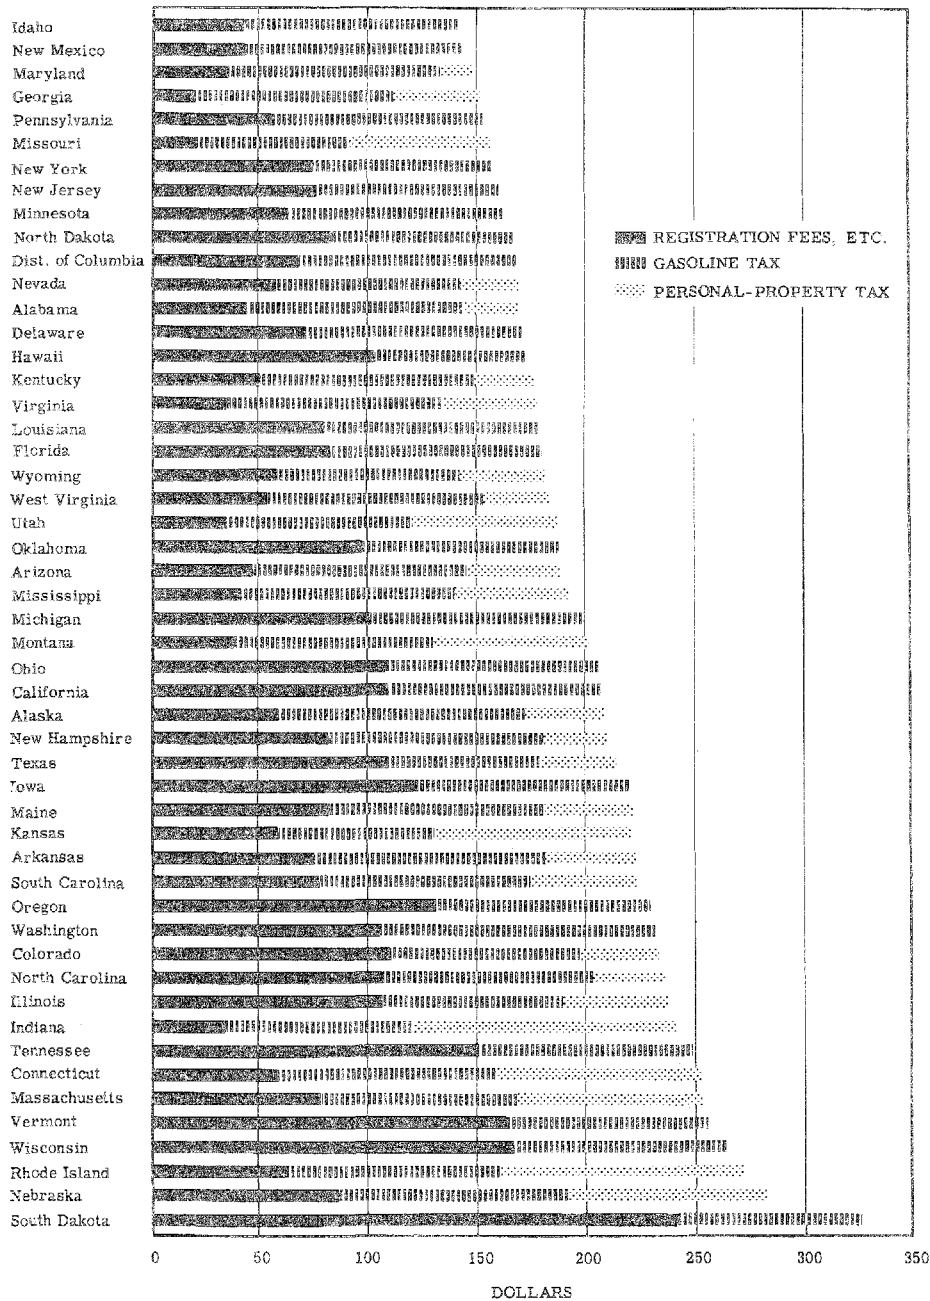 Idaho
New Mexico
Maryland
Georgia
Pennsylvania
Missouri
New York
New Jersey
Minnesota
North Dakota
Dist. of Columbia
Nevada
Alabama
Delaware
Hawaii
Kentucky
Virginia
Louisiana
Florida
Wyoming
West Virginia
Utah
Oklahoma
Arizona
Mississippi
Michigan
Montana
Ohio
California
Alaska
New Hampshire
Texas
Iowa
Maine
Kansas
Arkansas
South Carolina
Oregon
Washington
Colorado
North Carolina
Illinois
Indiana
Tennessee
Connecticut
Massachusetts
Vermont
Wisconsin
Rhode Island
Nebraska
South Dakota
REGISTRATION FEES, ETC.
GASOLINE TAX
PERSONAL-PROPERTY TAX
0 50 100 150 200 250 300 350
DOLLARS